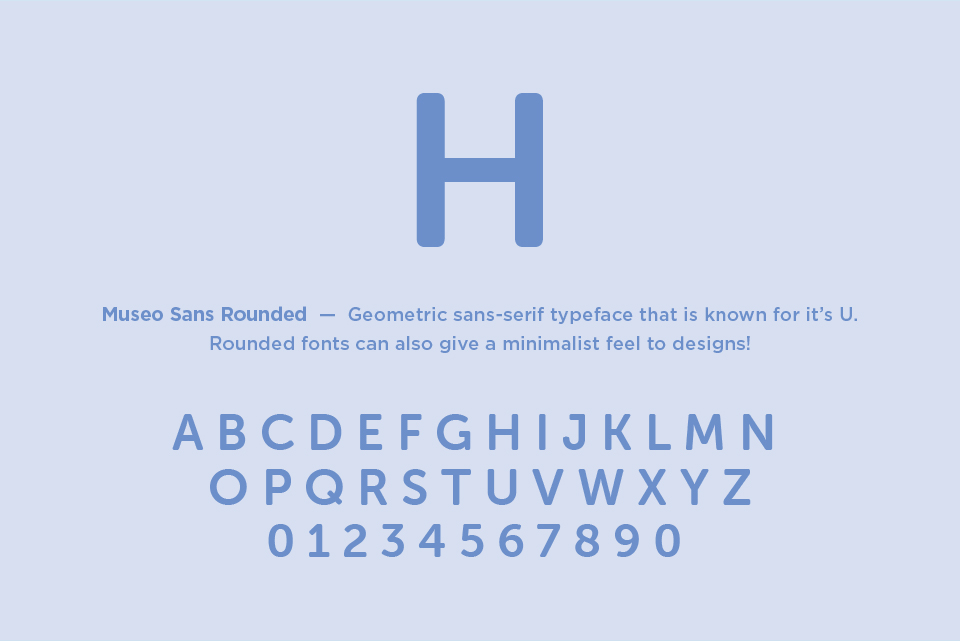 H
Museo Sans Rounded — Geometric sans-serif typeface that is known for it’s U.
Rounded fonts can also give a minimalist feel to designs!
A B C D E F G H I J K L M N
O P Q R S T U V W X Y Z
0 1 2 3 4 5 6 7 8 9 0